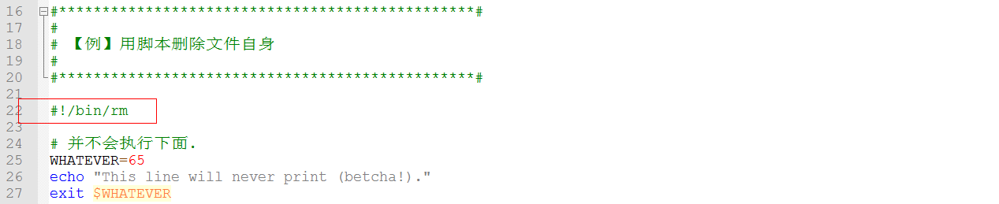 16 #************************************************#
17 #
18 # 【例】用脚本删除文件自身
19 #
20 #************************************************#
21
22 #!/bin/rm
23
24 # 并不会执行下面.
25 WHATEVER=65
26 echo "This line will never print (betcha!)."
27 exit $WHATEVER